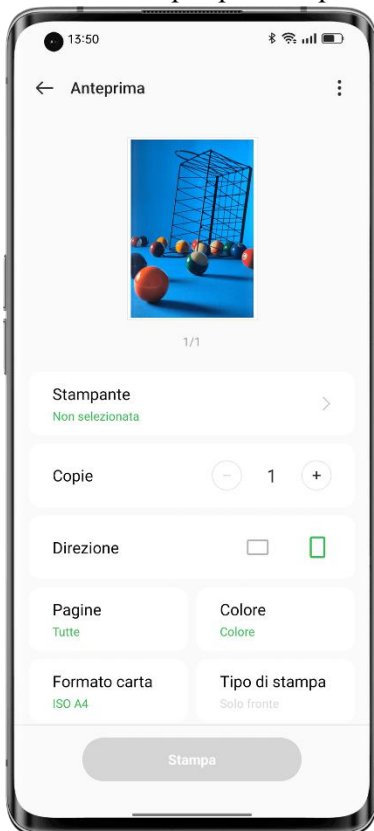 13:50
Anteprima
1/1
Stampante
Non selezionata
Copie
1
Direzione
Pagine
Tutte
Colore
Colore
Formato carta
ISO A4
Tipo di stampa
Solo fronte
Stampa